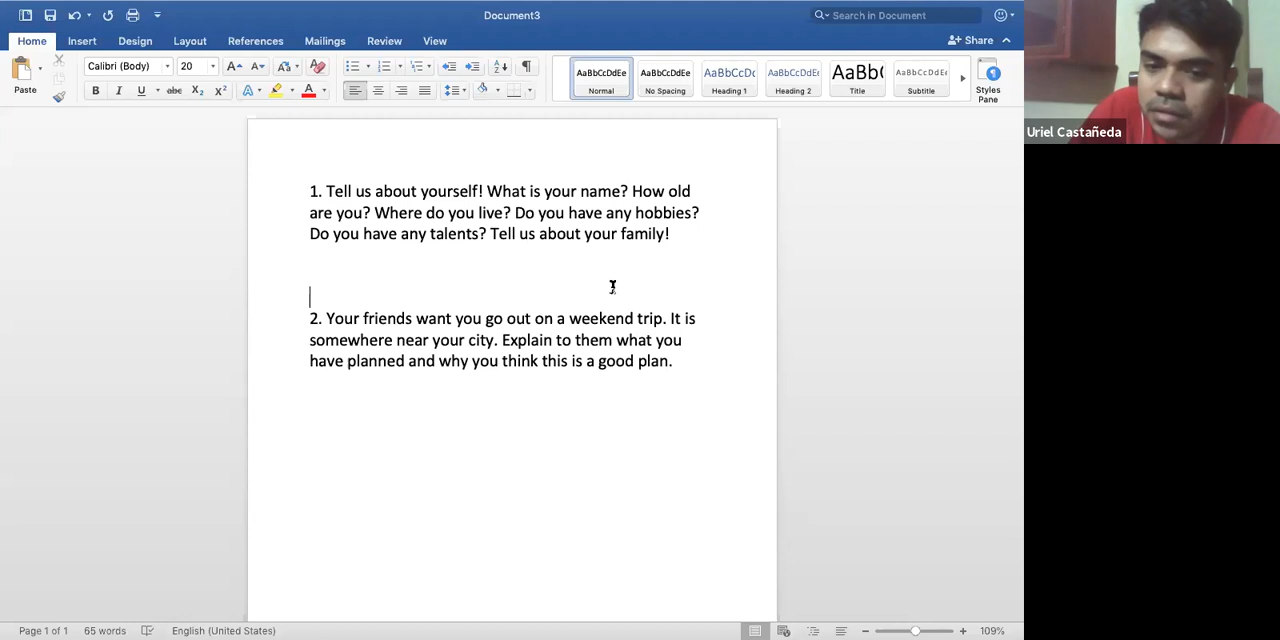 Document3
Search in Document
Home Insert Design Layout References Mailings Review View
Share
Paste
Calibri (Body) 20
AaBbCcDdEe AaBbCcDdEe AaBbCcDc AaBbCcDdEe AaBb( AaBbCcDdEe
Normal No Spacing Heading 1 Heading 2 Title Subtitle
Styles
Pane
Uriel Castañeda
1. Tell us about yourself! What is your name? How old
are you? Where do you live? Do you have any hobbies?
Do you have any talents? Tell us about your family!
2. Your friends want you go out on a weekend trip. It is
somewhere near your city. Explain to them what you
have planned and why you think this is a good plan.
Page 1 of 1 65 words English (United States) 109%